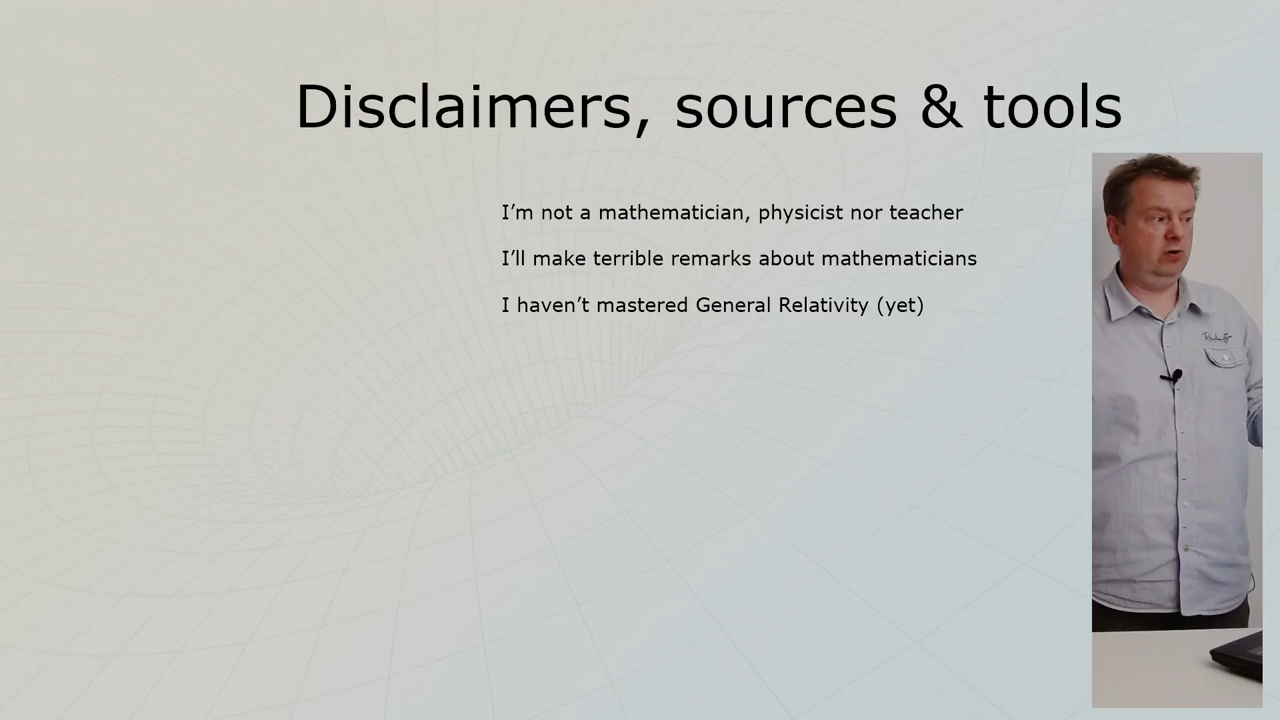 Disclaimers, sources & tools
I’m not a mathematician, physicist nor teacher
I’ll make terrible remarks about mathematicians
I haven’t mastered General Relativity (yet)